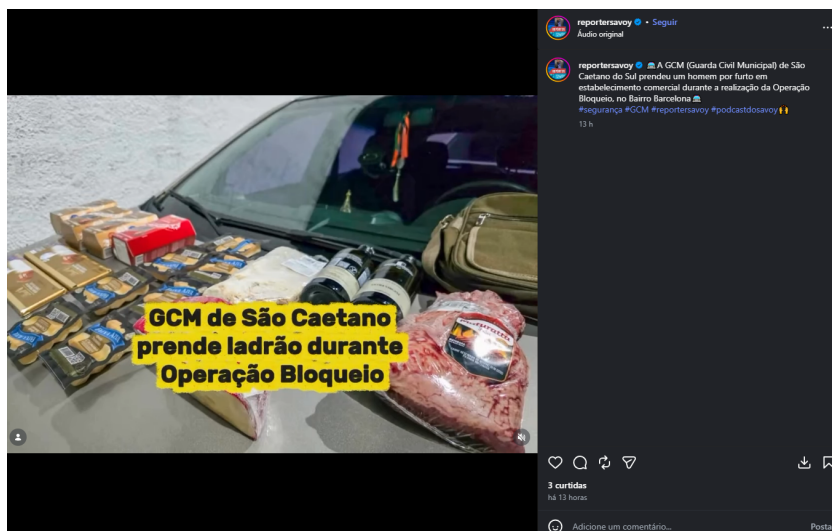 GCM de São Caetano
prende ladrão durante
Operação Bloqueio
reportersavoy • Seguir
Áudio original
reportersavoy A GCM (Guarda Civil Municipal) de São
Caetano do Sul prendeu um homem por furto em
estabelecimento comercial durante a realização da Operação
Bloqueio, no Bairro Barcelona
#segurança #GCM #reportersavoy #podcastdosavoy
13 h
3 curtidas
há 13 horas
Adicione um comentário...
Posta